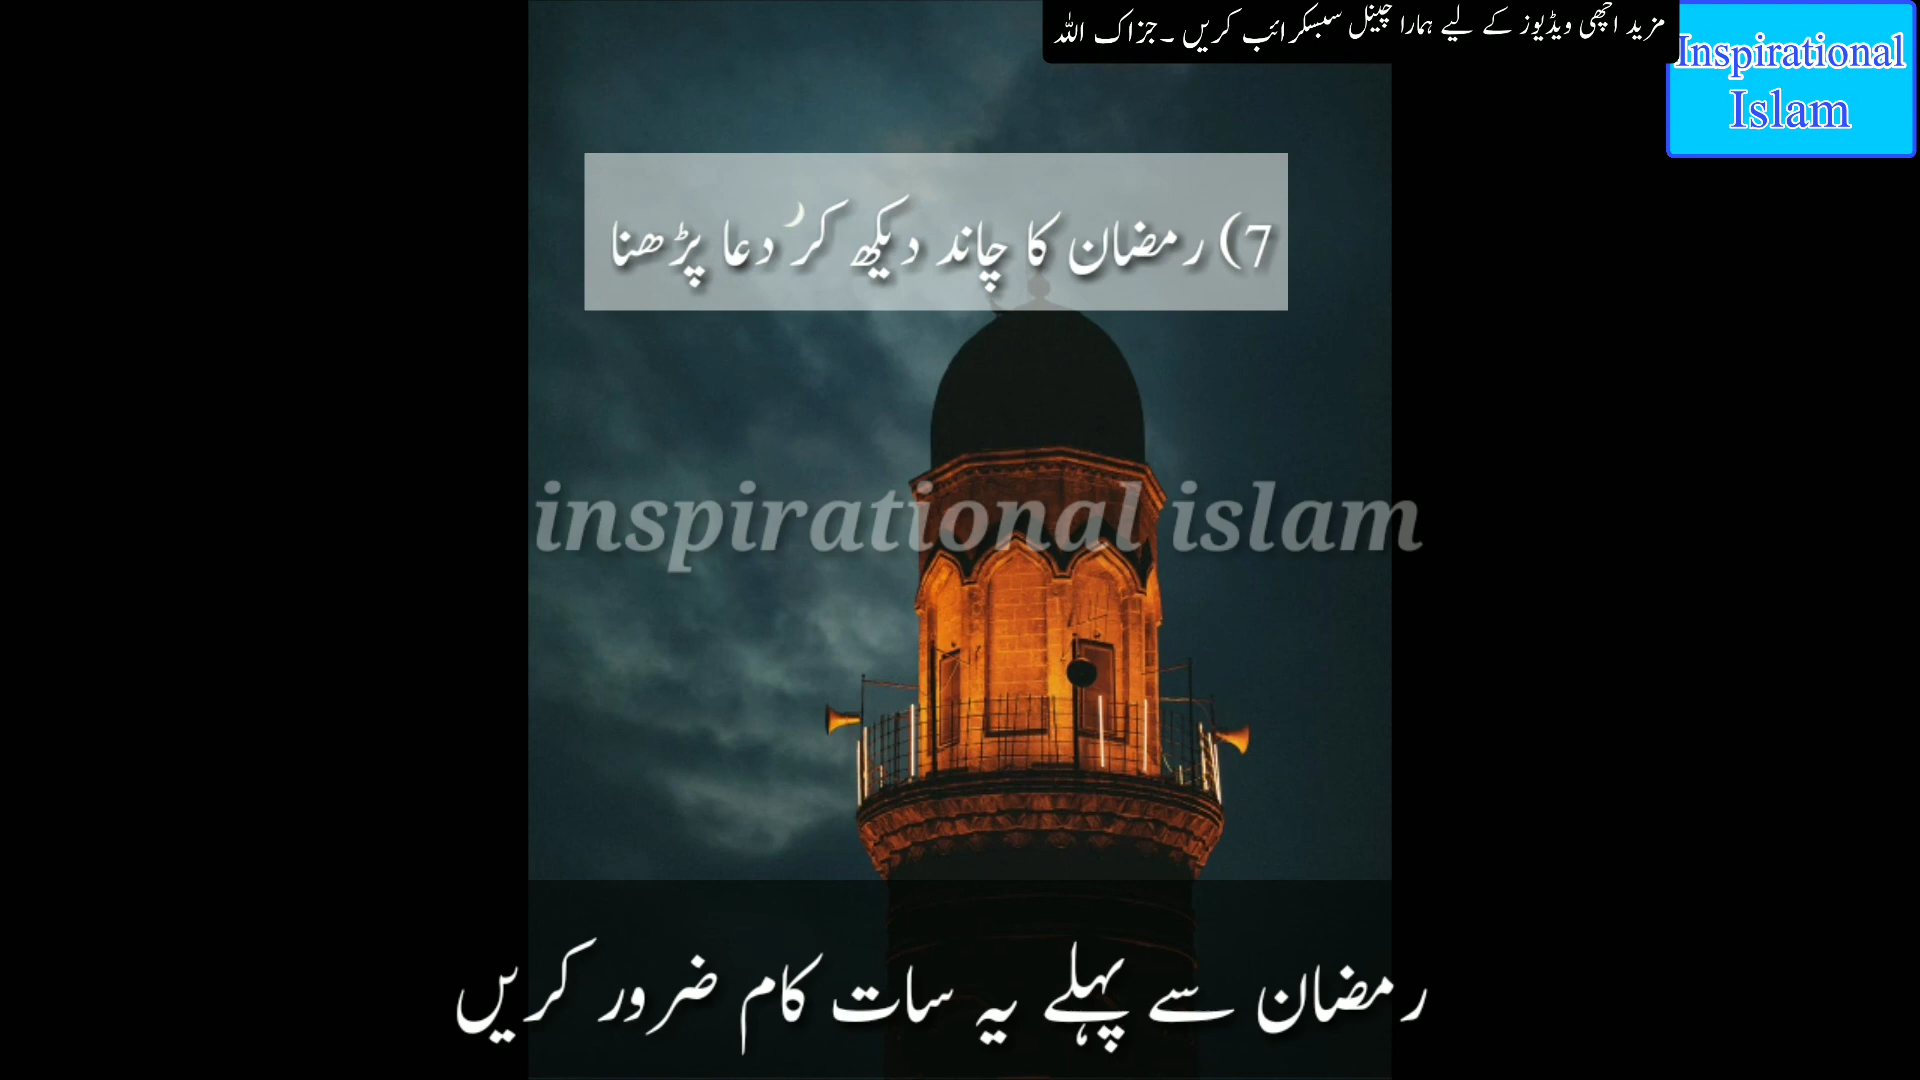 مزید اچھی ویڈیوز کے لیے ہمارا چینل سبسکرائب کریں ۔جزاک اللہ
Inspirational
Islam
7) رمضان کا چاند دیکھ کر دعا پڑھنا
inspirational islam
رمضان سے پہلے یہ سات کام ضرور کریں